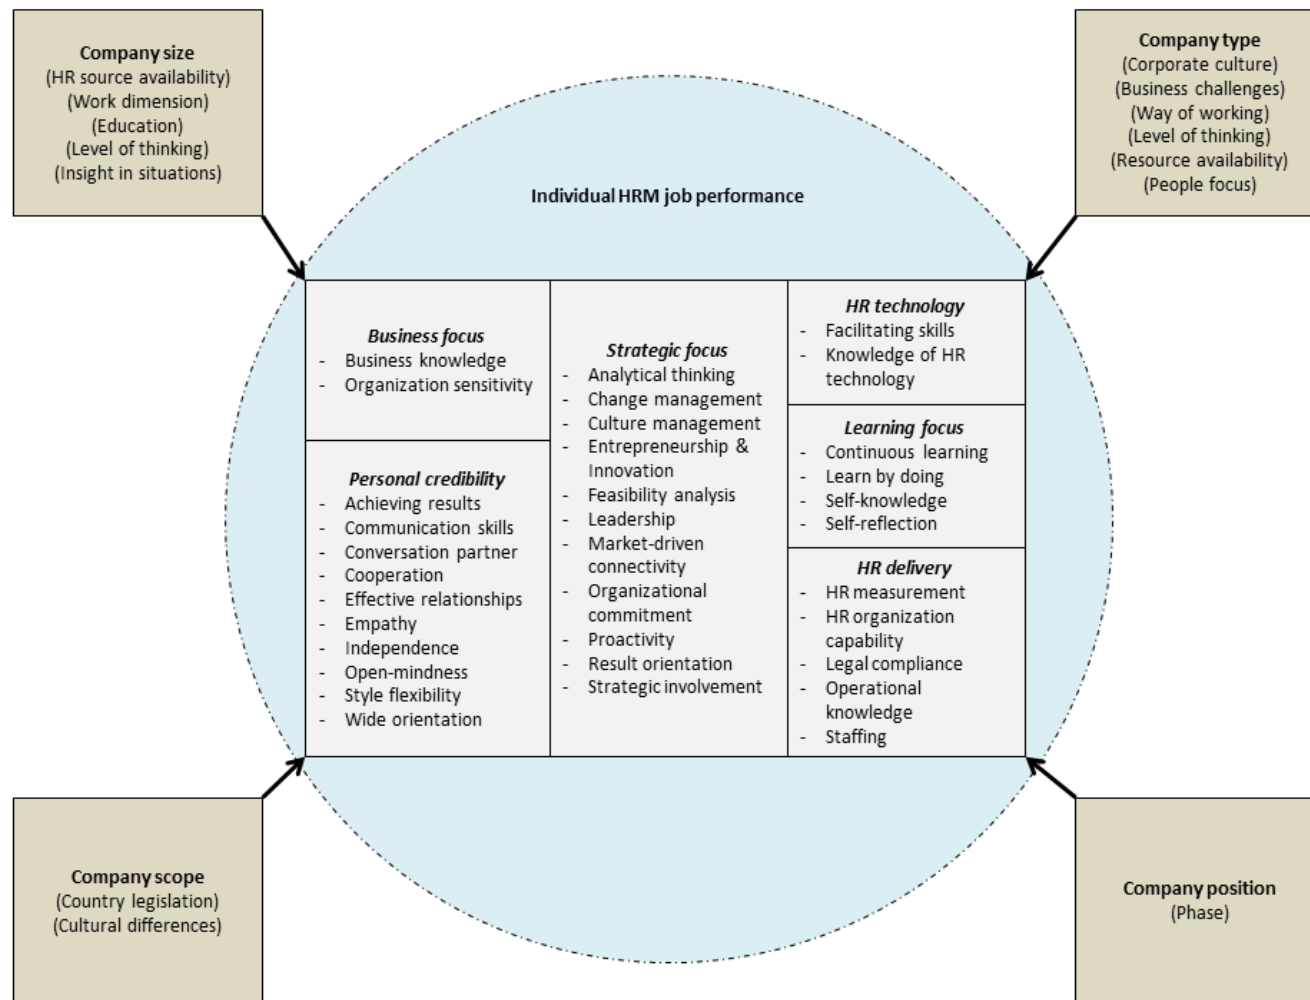 Company size
(HR source availability)
(Work dimension)
(Education)
(Level of thinking)
(Insight in situations)
Company type
(Corporate culture)
(Business challenges)
(Way of working)
(Level of thinking)
(Resource availability)
(People focus)
Individual HRM job performance
Business focus
- Business knowledge
- Organization sensitivity
Personal credibility
- Achieving results
- Communication skills
- Conversation partner
- Cooperation
- Effective relationships
- Empathy
- Independence
- Open-mindness
- Style flexibility
- Wide orientation
Strategic focus
- Analytical thinking
- Change management
- Culture management
- Entrepreneurship &
Innovation
- Feasibility analysis
- Leadership
- Market-driven
connectivity
- Organizational
commitment
- Proactivity
- Result orientation
- Strategic involvement
HR technology
- Facilitating skills
- Knowledge of HR
technology
Learning focus
- Continuous learning
- Learn by doing
- Self-knowledge
- Self-reflection
HR delivery
- HR measurement
- HR organization
capability
- Legal compliance
- Operational
knowledge
- Staffing
Company scope
(Country legislation)
(Cultural differences)
Company position
(Phase)